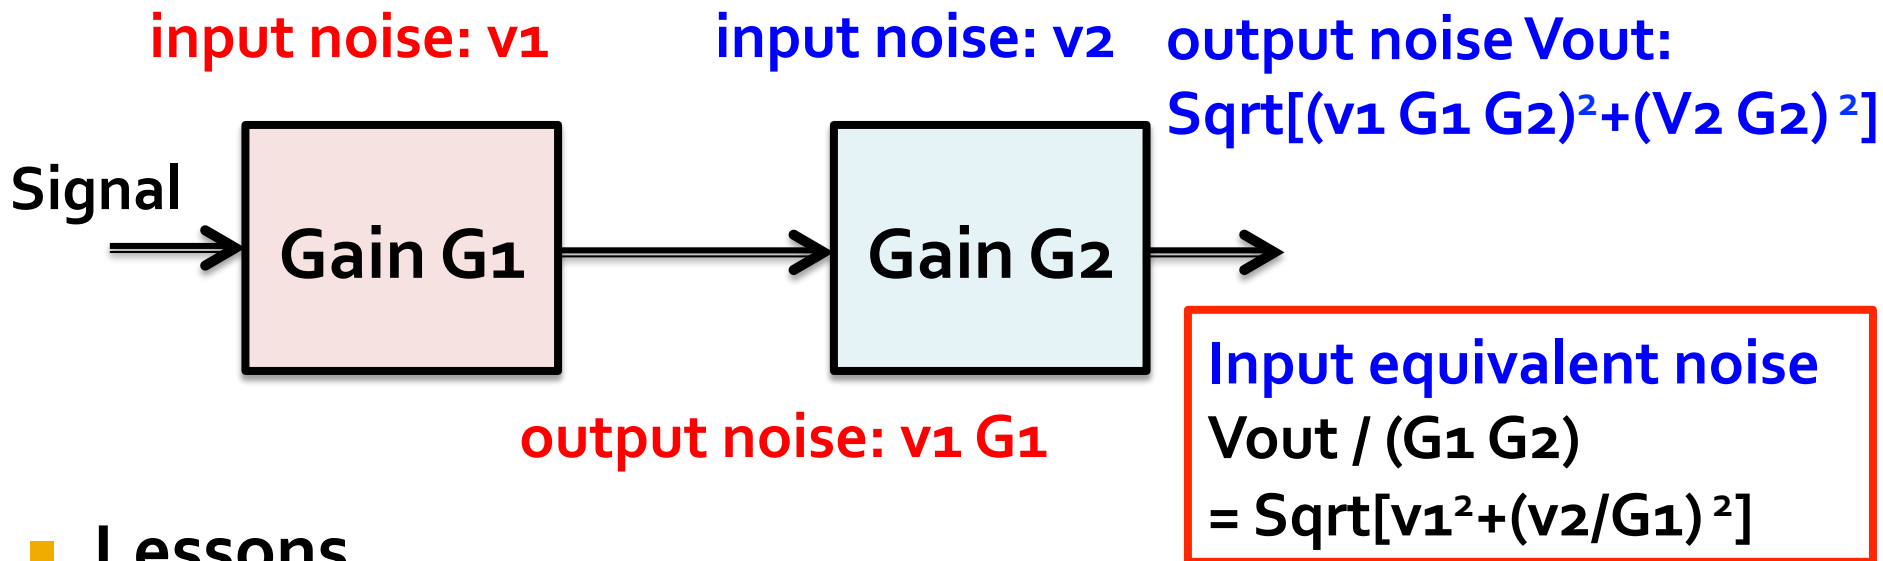 input noise: v1
input noise: v2
output noise Vout:
Sqrt[(v1 G1 G2)²+(V2 G2) ²]
Signal
Gain G1
Gain G2
output noise: v1 G1
Input equivalent noise
Vout / (G1 G2)
= Sqrt[v1²+(v2/G1) ²]
Lessons